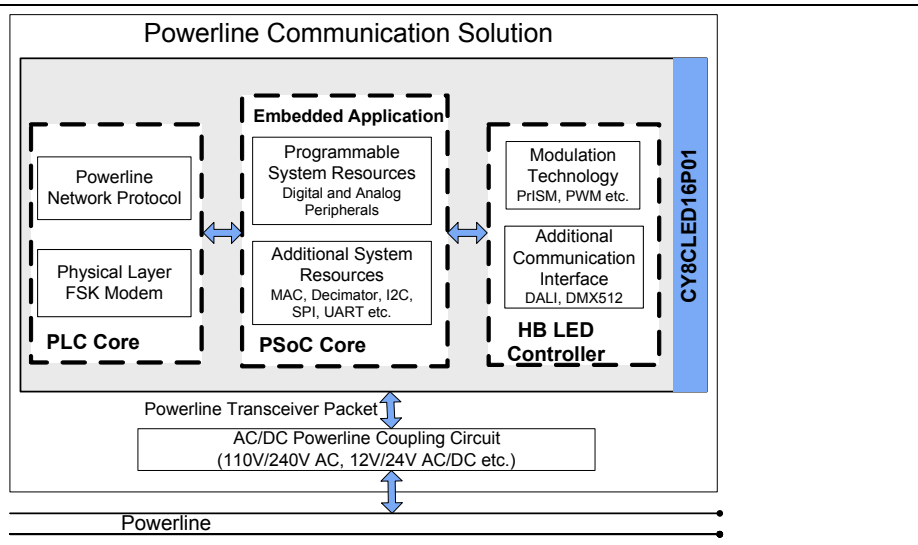 Powerline Communication Solution
Powerline
Network Protocol
Physical Layer
FSK Modem
PLC Core
Embedded Application
Programmable
System Resources
Digital and Analog
Peripherals
Additional System
Resources
MAC, Decimator, I2C,
SPI, UART etc.
PSoC Core
Modulation
Technology
PrISM, PWM etc.
Additional
Communication
Interface
DALI, DMX512
HB LED
Controller
CY8CLED16P01
Powerline Transceiver Packet
AC/DC Powerline Coupling Circuit
(110V/240V AC, 12V/24V AC/DC etc.)
Powerline